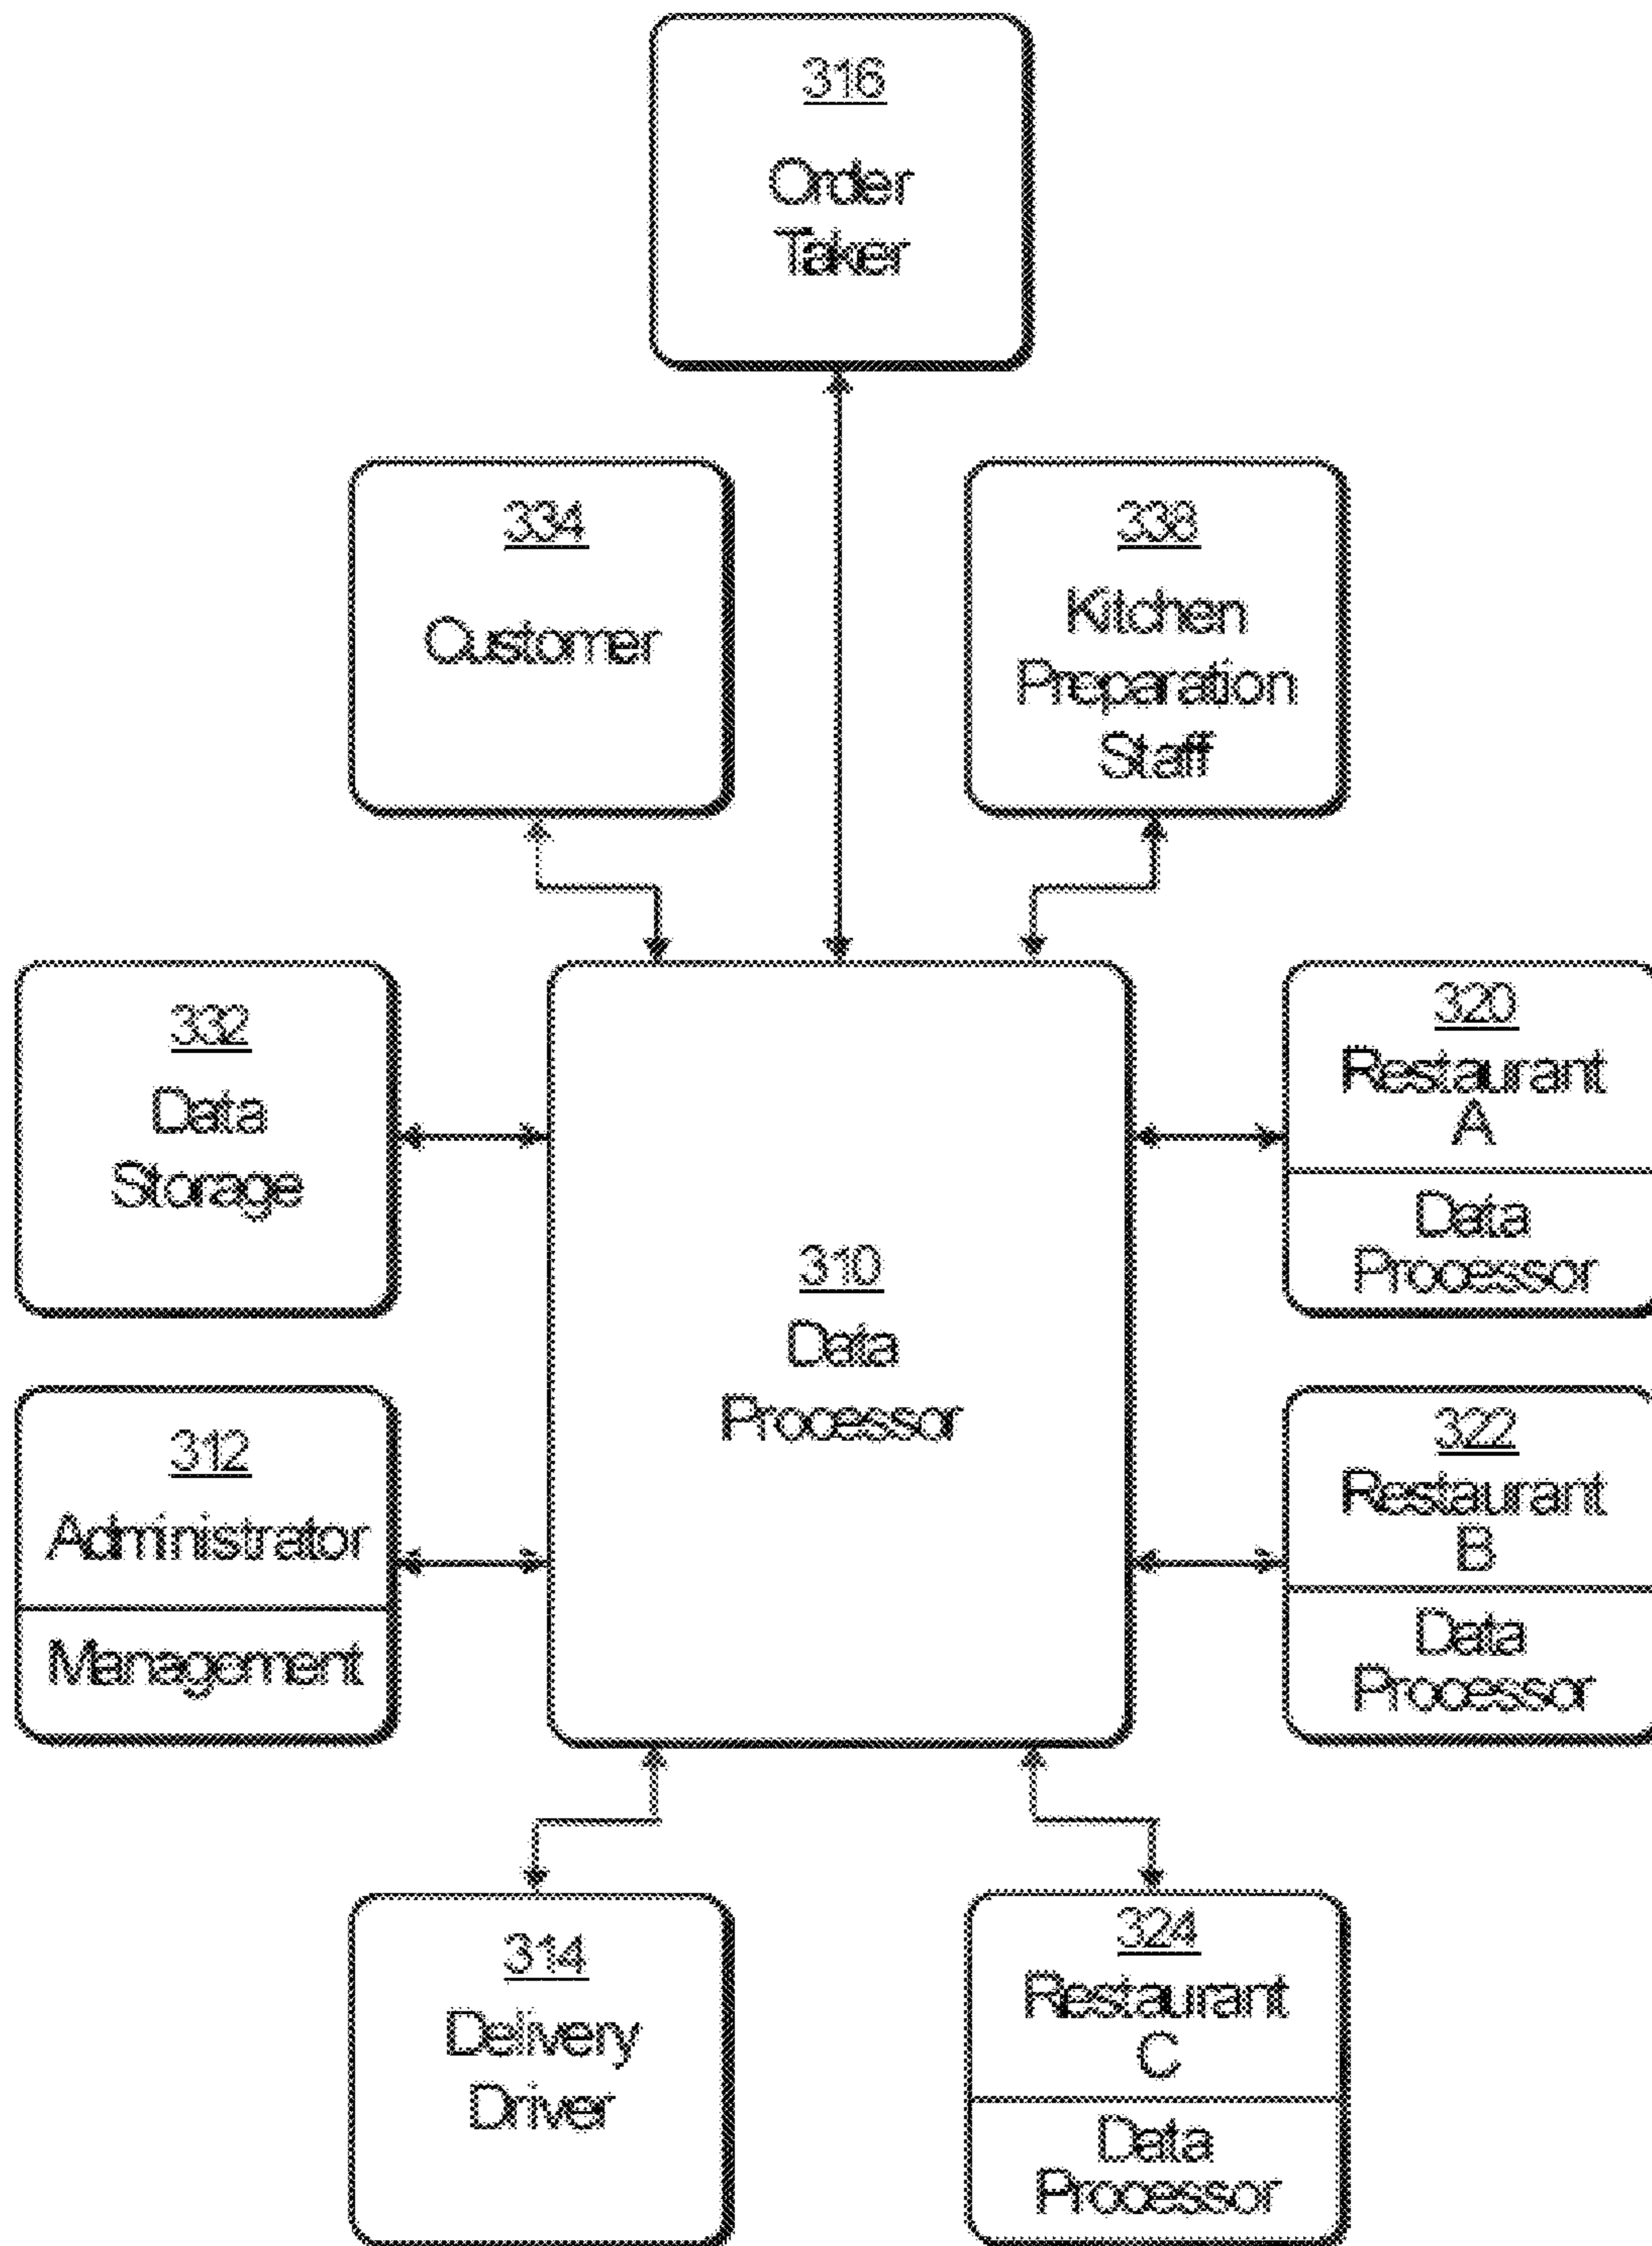 316
Order
Taker
334
Customer
338
Kitchen
Preparation
Staff
332
Data
Storage
310
Data
Processor
320
Restaurant
A
Data
Processor
312
Administrator
Management
322
Restaurant
B
Data
Processor
314
Delivery
Driver
324
Restaurant
C
Data
Processor